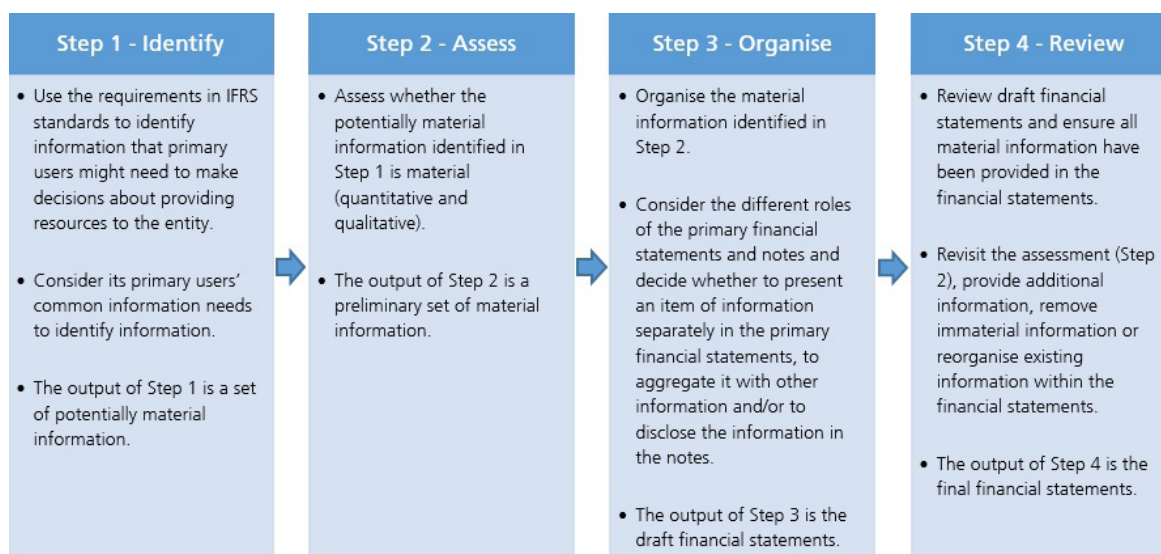 Step 1 - Identify
• Use the requirements in IFRS
standards to identify
information that primary
users might need to make
decisions about providing
resources to the entity.
• Consider its primary users'
common information needs
to identify information.
• The output of Step 1 is a set
of potentially material
information.
Step 2 - Assess
• Assess whether the
potentially material
information identified in
Step 1 is material
(quantitative and
qualitative).
• The output of Step 2 is a
preliminary set of material
information.
Step 3 - Organise
• Organise the material
information identified in
Step 2.
• Consider the different roles
of the primary financial
statements and notes and
decide whether to present
an item of information
separately in the primary
financial statements, to
aggregate it with other
information and/or to
disclose the information in
the notes.
• The output of Step 3 is the
draft financial statements.
Step 4 - Review
• Review draft financial
statements and ensure all
material information have
been provided in the
financial statements.
• Revisit the assessment (Step
2), provide additional
information, remove
immaterial information or
reorganise existing
information within the
financial statements.
• The output of Step 4 is the
final financial statements.